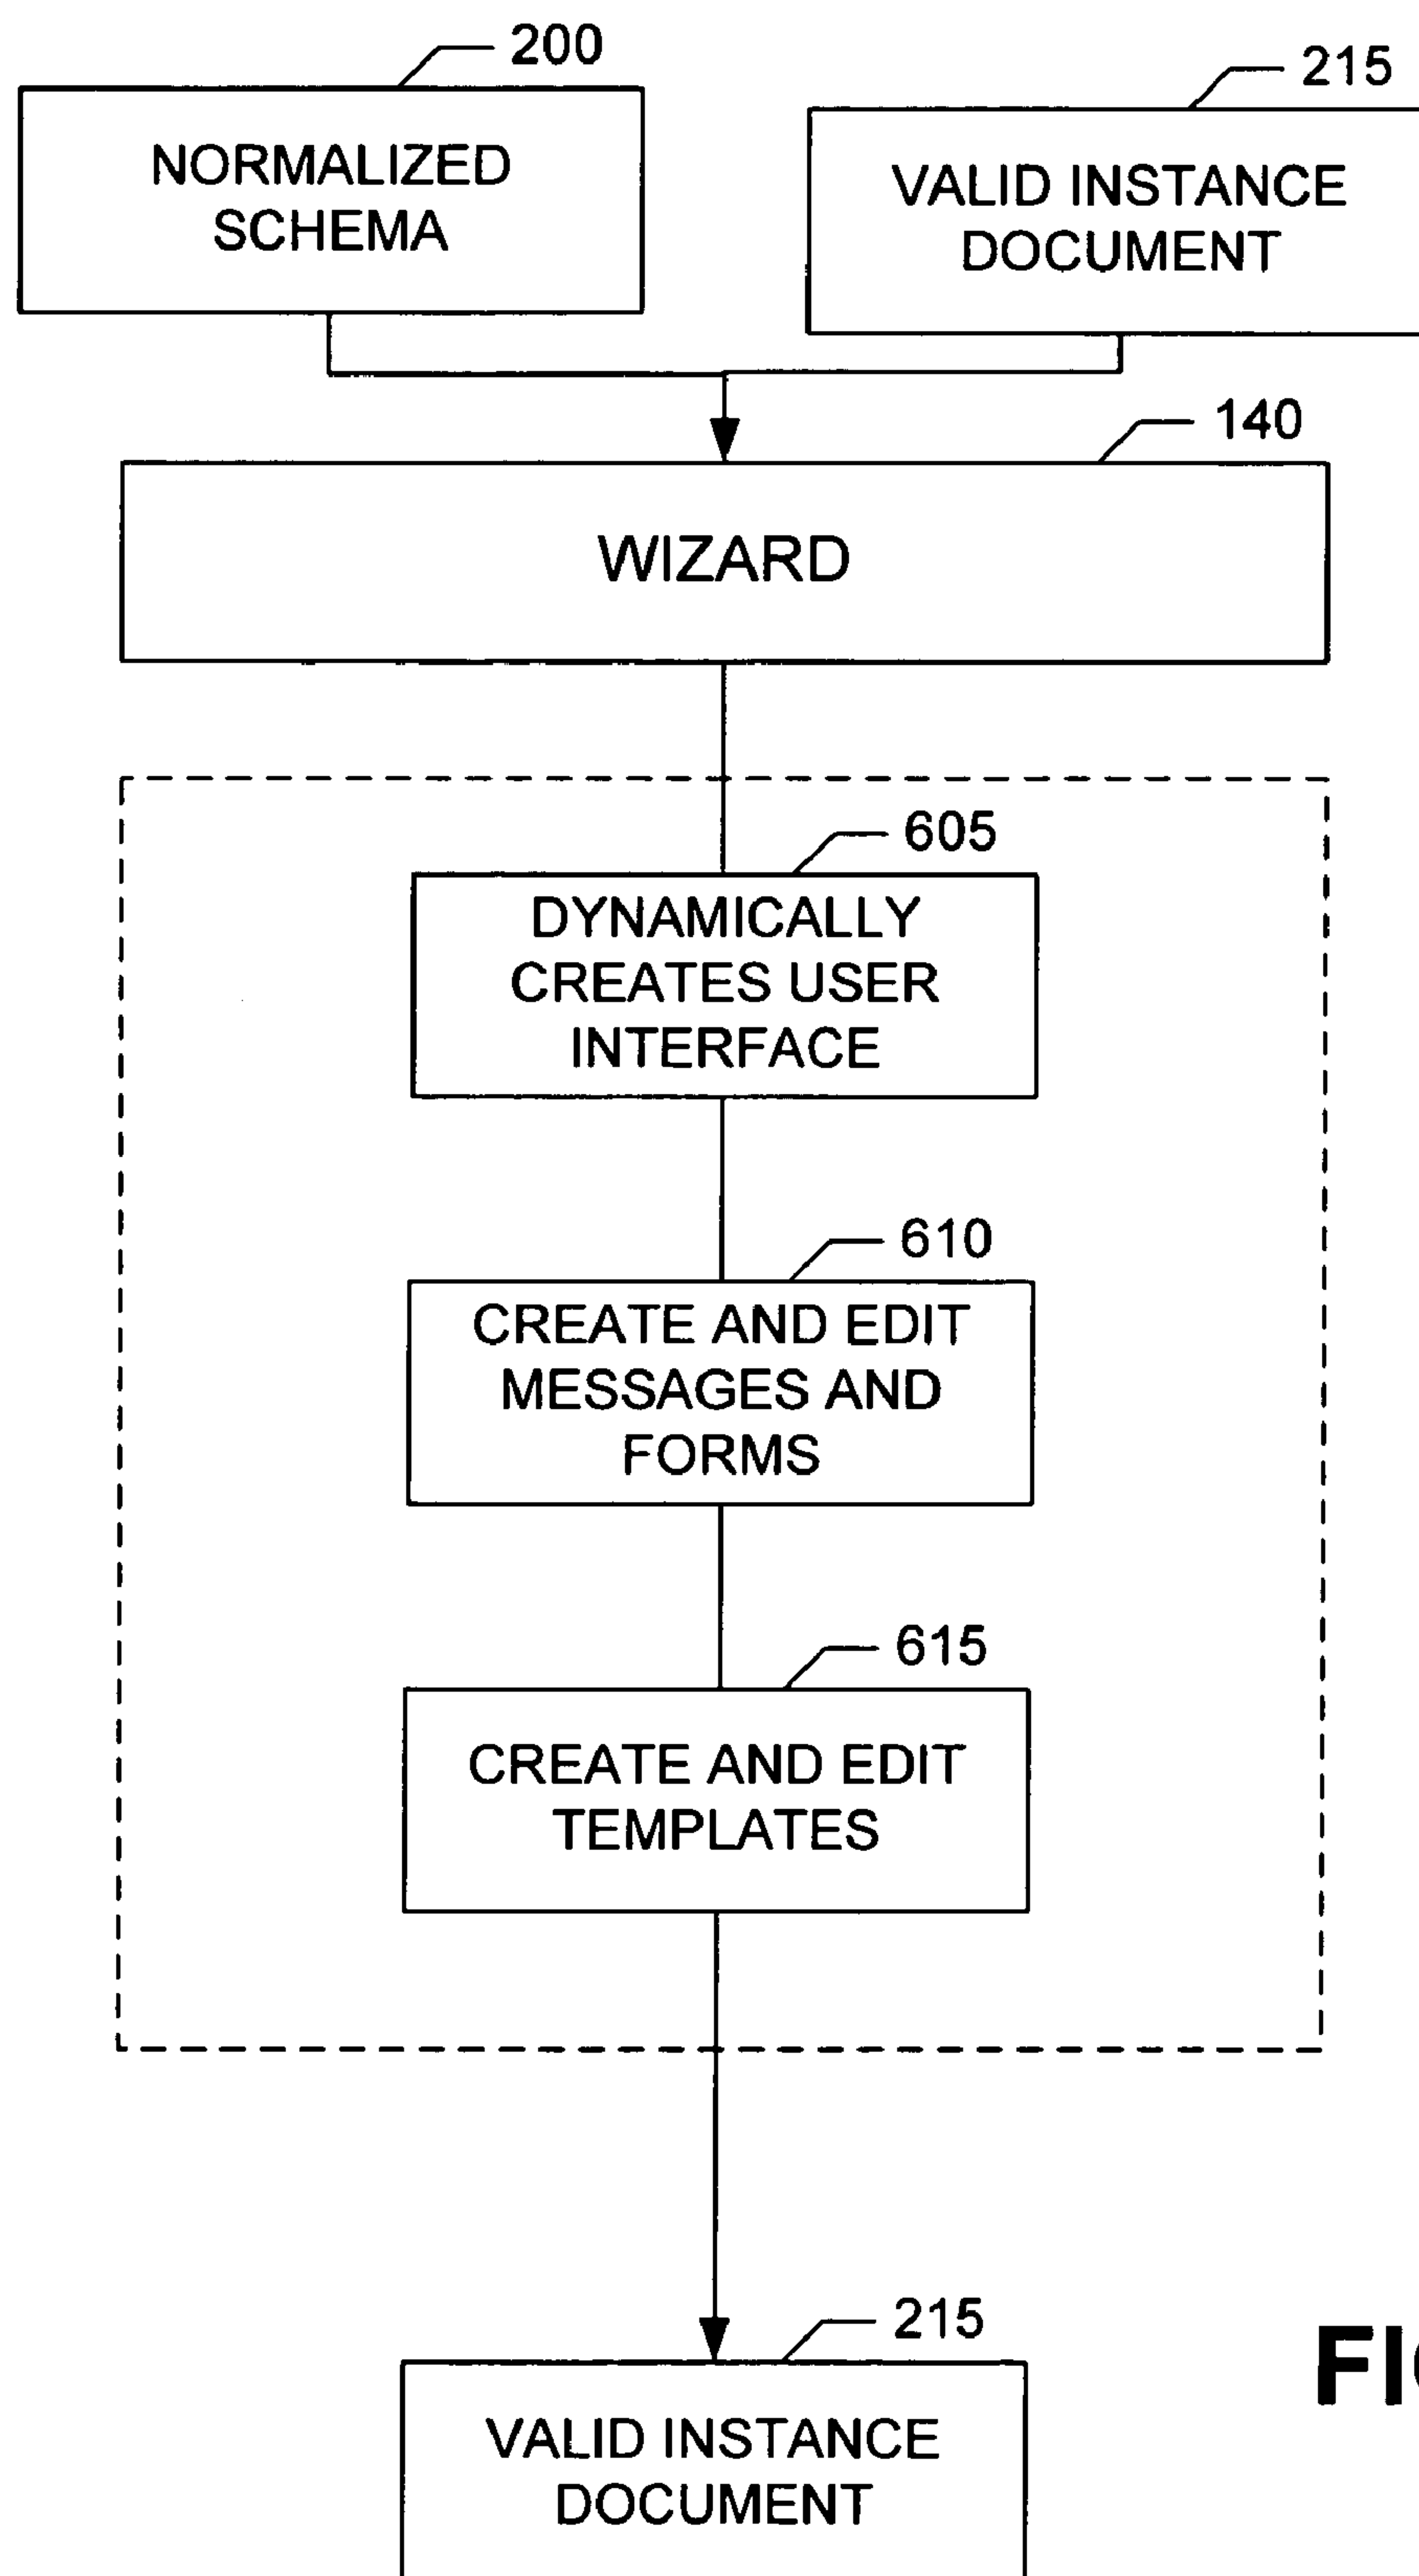 200
NORMALIZED
SCHEMA
215
VALID INSTANCE
DOCUMENT
140
WIZARD
605
DYNAMICALLY
CREATES USER
INTERFACE
610
CREATE AND EDIT
MESSAGES AND
FORMS
615
CREATE AND EDIT
TEMPLATES
215
VALID INSTANCE
DOCUMENT